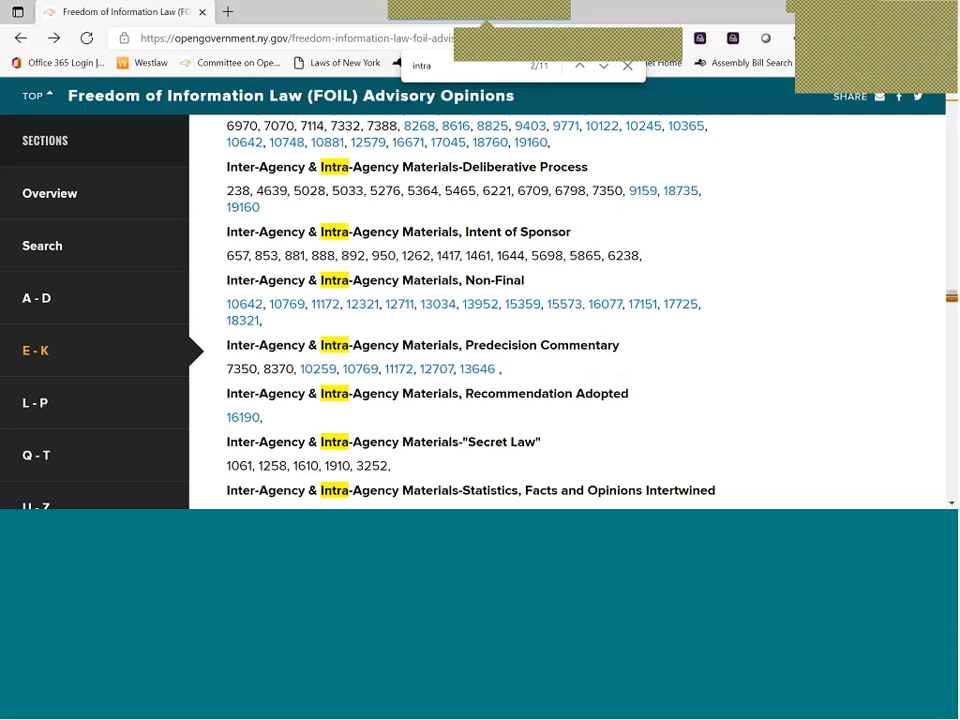 Freedom of Information Law (FO
https://opengovernment.ny.gov/freedom-information-law-foil-advis
Office 365 Login |...
Westlaw
Committee on Ope...
Laws of New York
intra
2/11
et Home
Assembly Bill Search
TOP
Freedom of Information Law (FOIL) Advisory Opinions
SHARE
SECTIONS
Overview
Search
A - D
E - K
L - P
Q - T
U - Z
6970, 7070, 7114, 7332, 7388, 8268, 8616, 8825, 9403, 9771, 10122, 10245, 10365,
10642, 10748, 10881, 12579, 16671, 17045, 18760, 19160,
Inter-Agency & Intra-Agency Materials-Deliberative Process
238, 4639, 5028, 5033, 5276, 5364, 5465, 6221, 6709, 6798, 7350, 9159, 18735,
19160
Inter-Agency & Intra-Agency Materials, Intent of Sponsor
657, 853, 881, 888, 892, 950, 1262, 1417, 1461, 1644, 5698, 5865, 6238,
Inter-Agency & Intra-Agency Materials, Non-Final
10642, 10769, 11172, 12321, 12711, 13034, 13952, 15359, 15573, 16077, 17151, 17725,
18321,
Inter-Agency & Intra-Agency Materials, Predecision Commentary
7350, 8370, 10259, 10769, 11172, 12707, 13646 ,
Inter-Agency & Intra-Agency Materials, Recommendation Adopted
16190,
Inter-Agency & Intra-Agency Materials-"Secret Law"
1061, 1258, 1610, 1910, 3252,
Inter-Agency & Intra-Agency Materials-Statistics, Facts and Opinions Intertwined